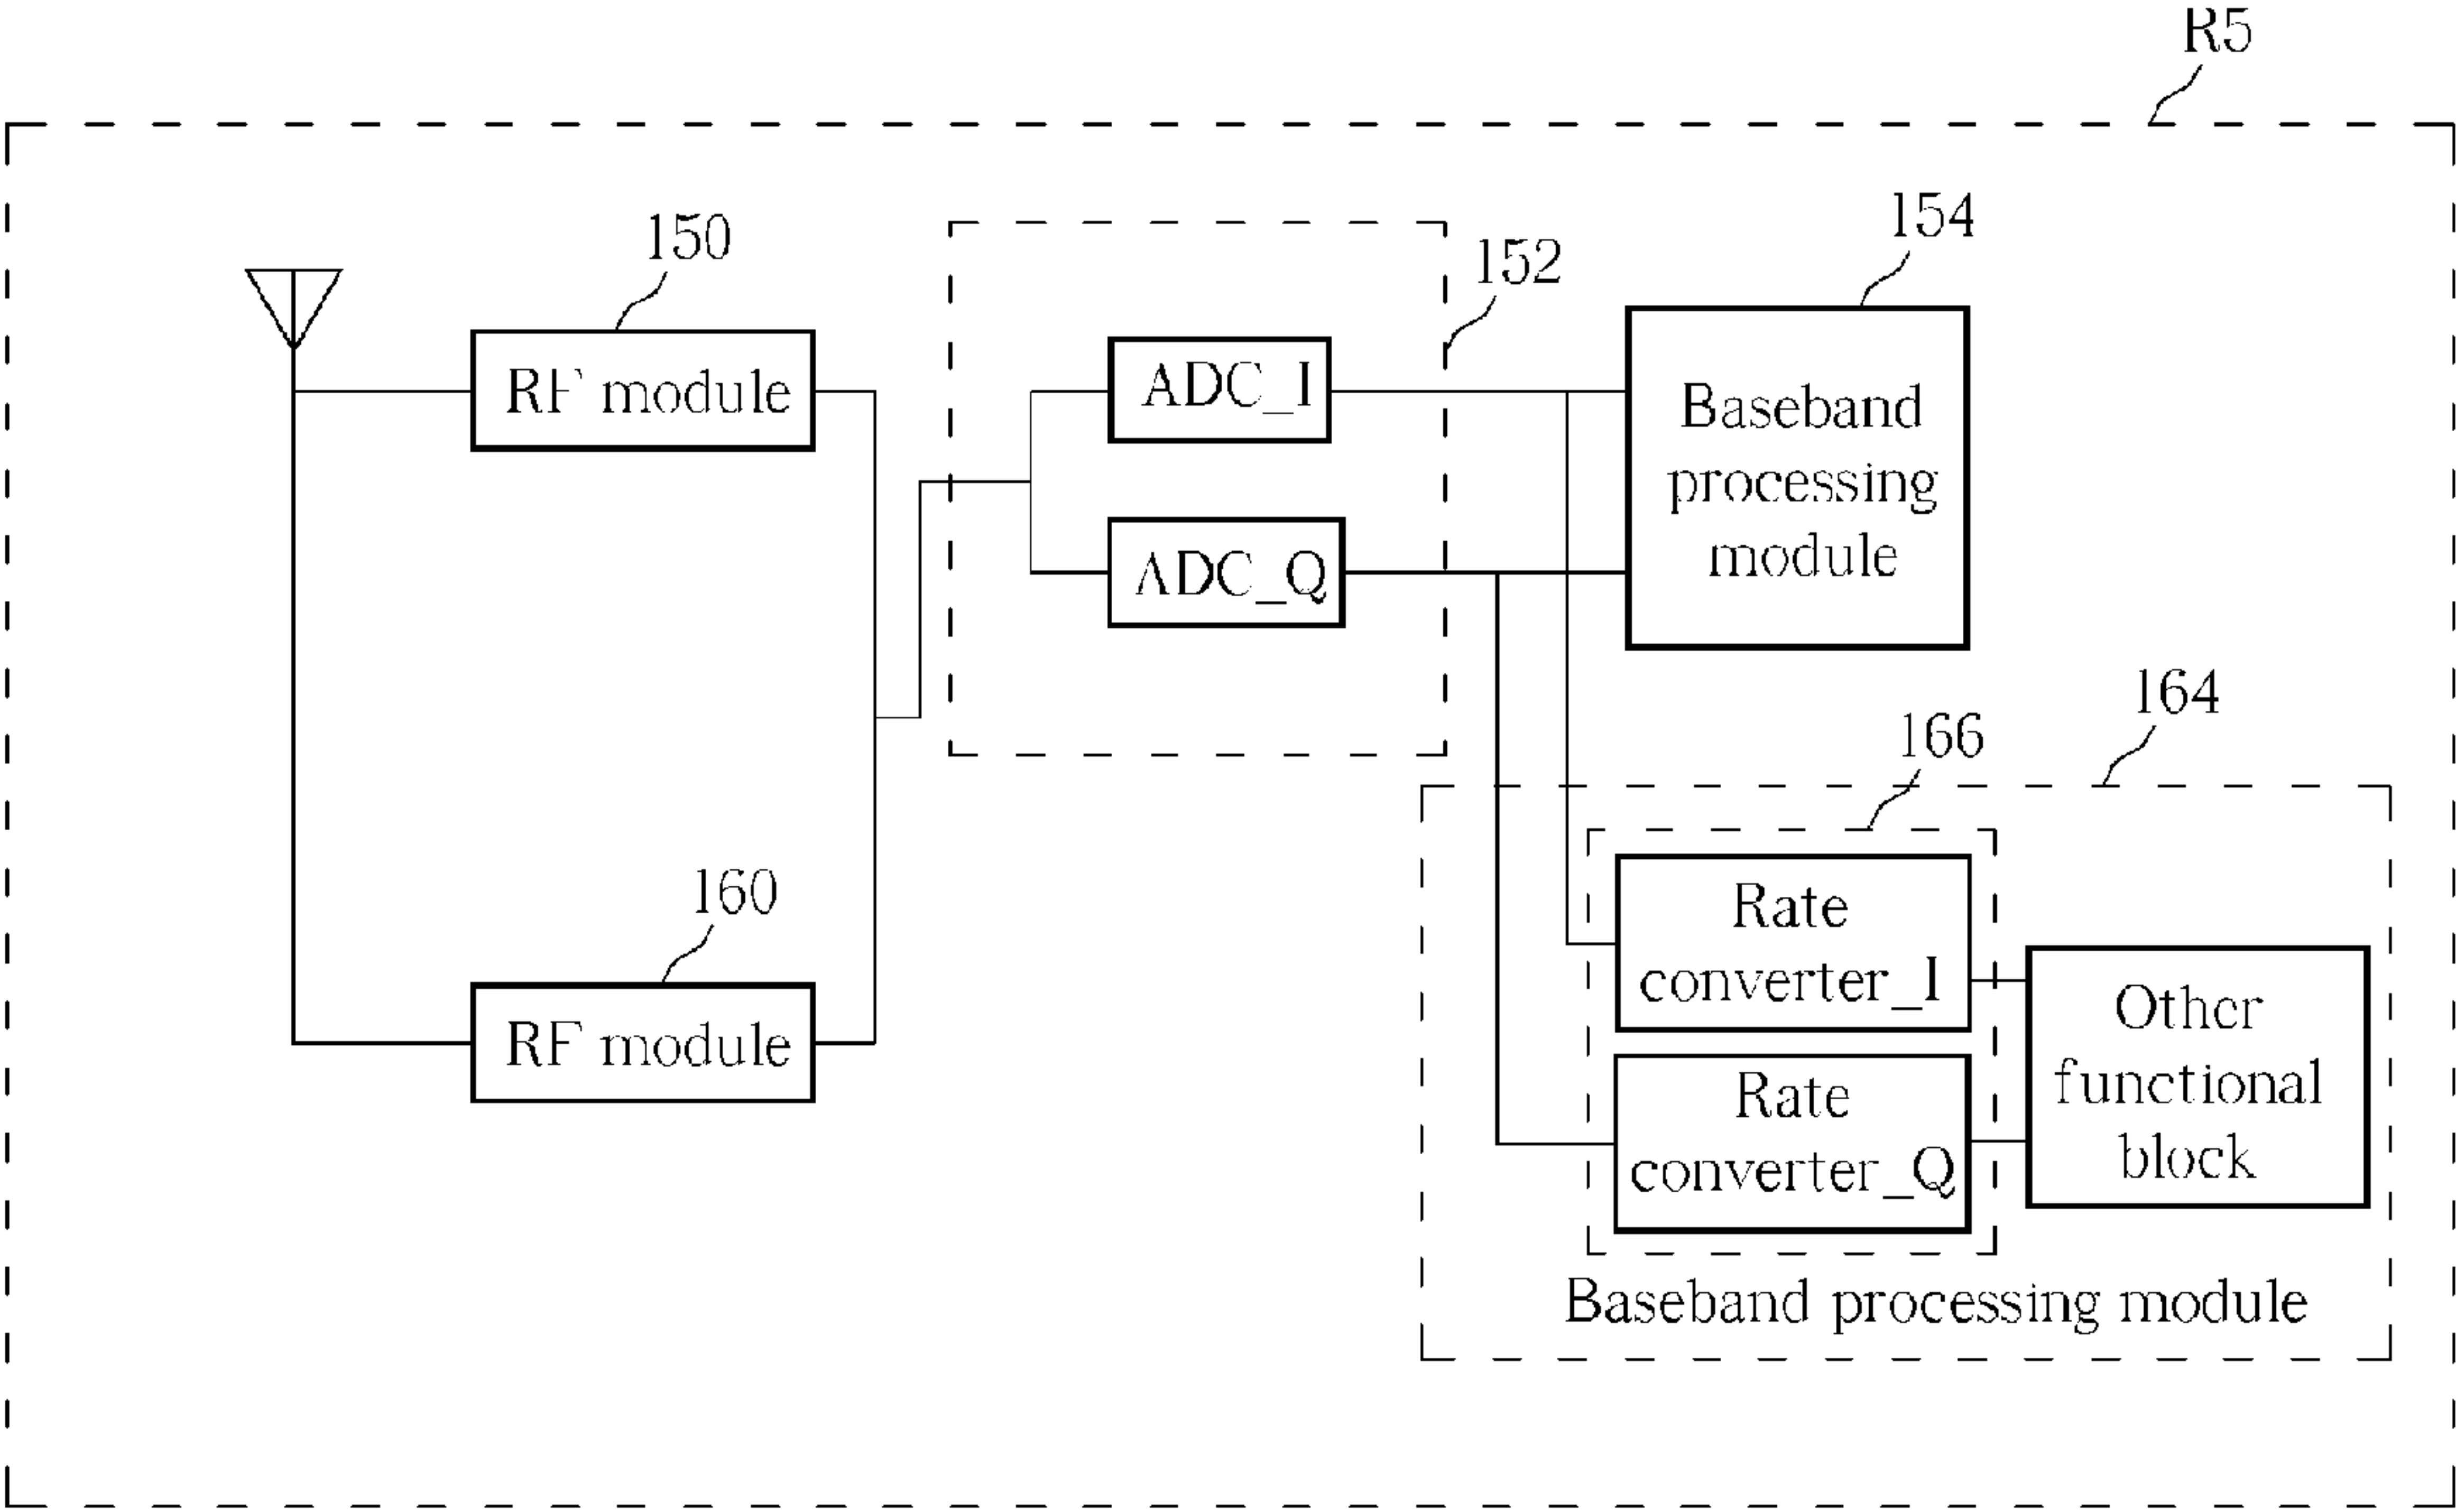 R5
150
RF module
152
ADC_I
ADC_Q
154
Baseband
processing
module
160
RF module
164
166
Rate
converter_I
Rate
converter_Q
Other
functional
block
Baseband processing module